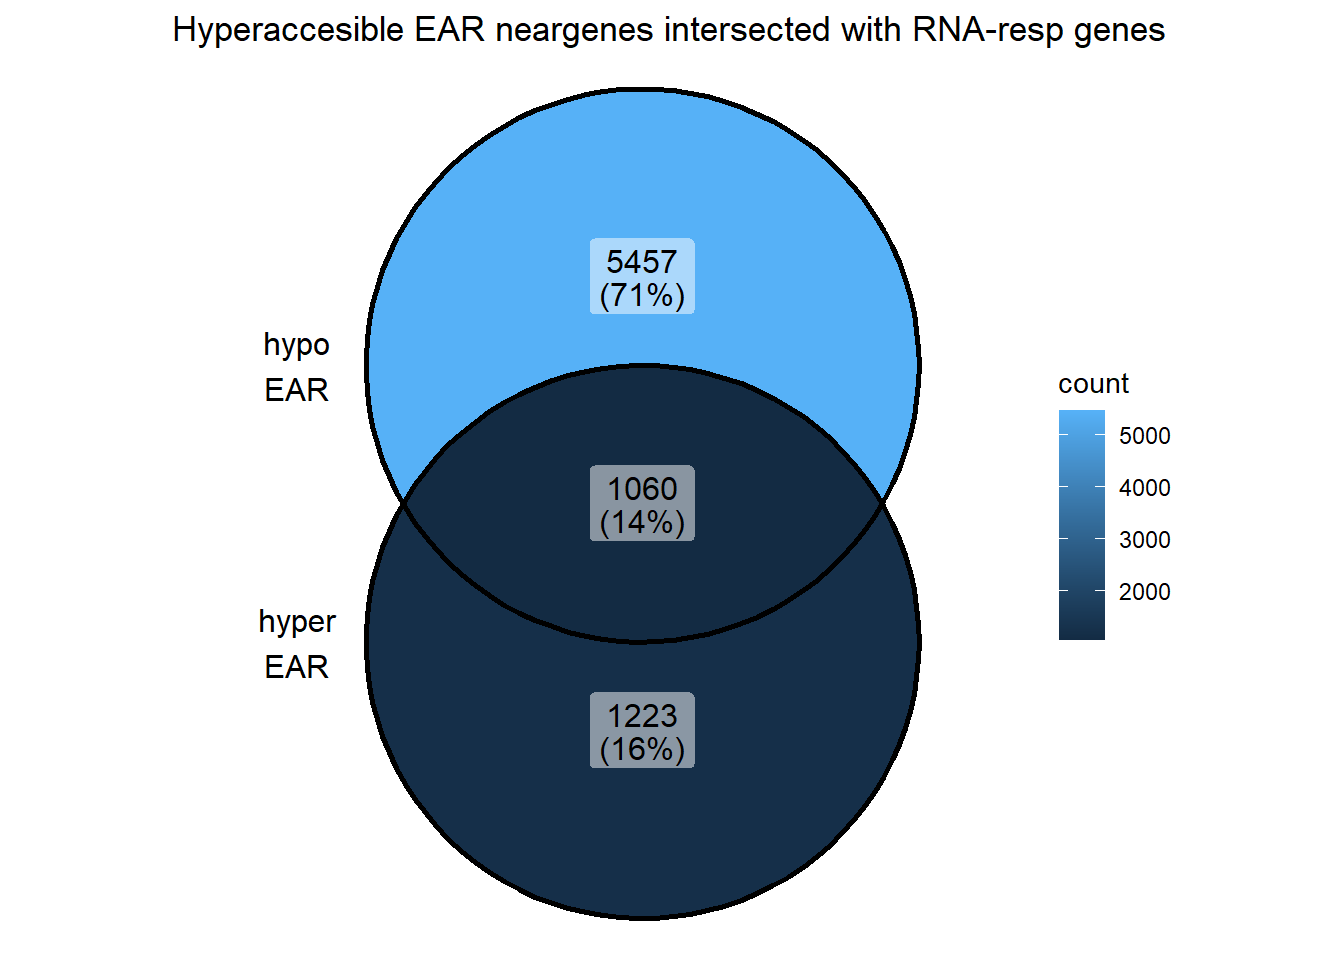 Hyperaccesible EAR neargenes intersected with RNA-resp genes
5457
(71%)
hypo
EAR
1060
(14%)
hyper
EAR
1223
(16%)
count
5000
4000
3000
2000